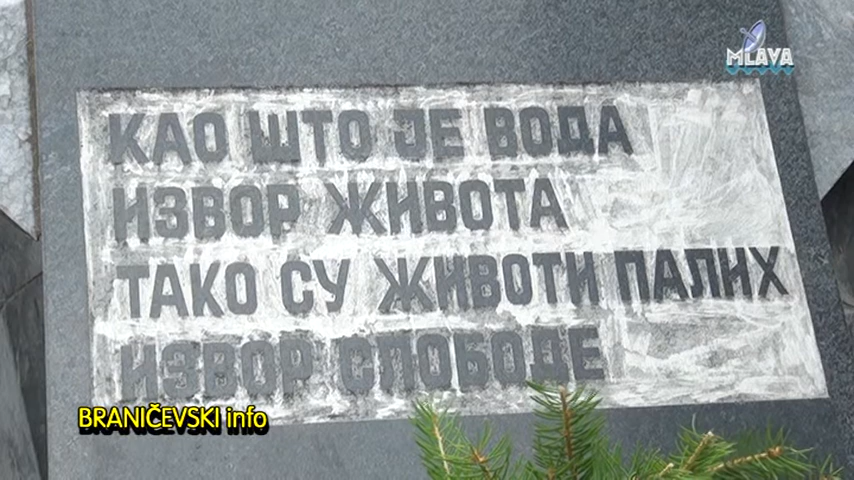 MLAVA
КАО ШТО ЈЕ ВОДА
ИЗВОР ЖИВОТА
ТАКО СУ ЖИВОТИ ПАЛИХ
ИЗВОР СЛОБОДЕ
BRANIČEVSKI info